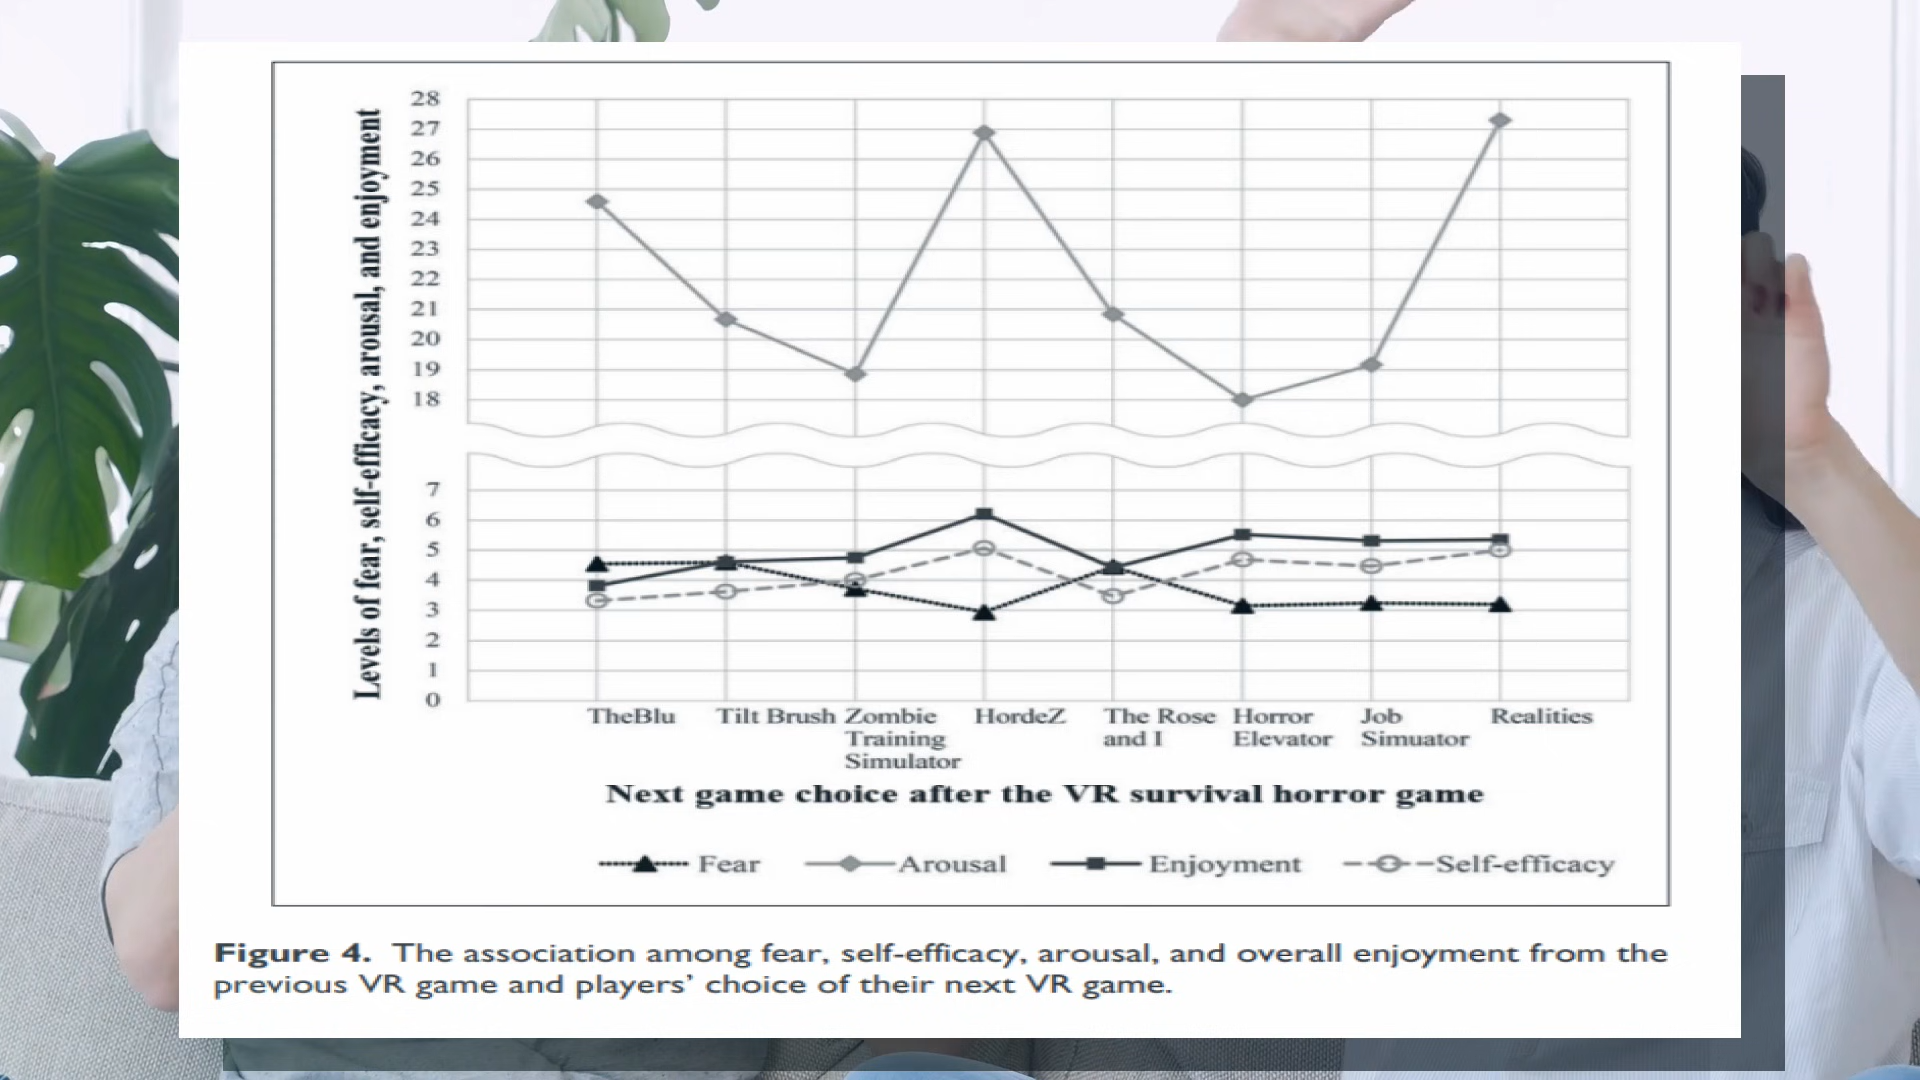 Levels of fear, self-efficacy, arousal, and enjoyment
28
27
26
25
24
23
22
21
20
19
18
7
6
5
4
3
2
1
0
TheBlu
Tilt Brush
Zombie
Training
Simulator
HordeZ
The Rose
and I
Horror
Elevator
Job
Simuator
Realities
Next game choice after the VR survival horror game
Fear
Arousal
Enjoyment
Self-efficacy
Figure 4. The association among fear, self-efficacy, arousal, and overall enjoyment from the
previous VR game and players’ choice of their next VR game.